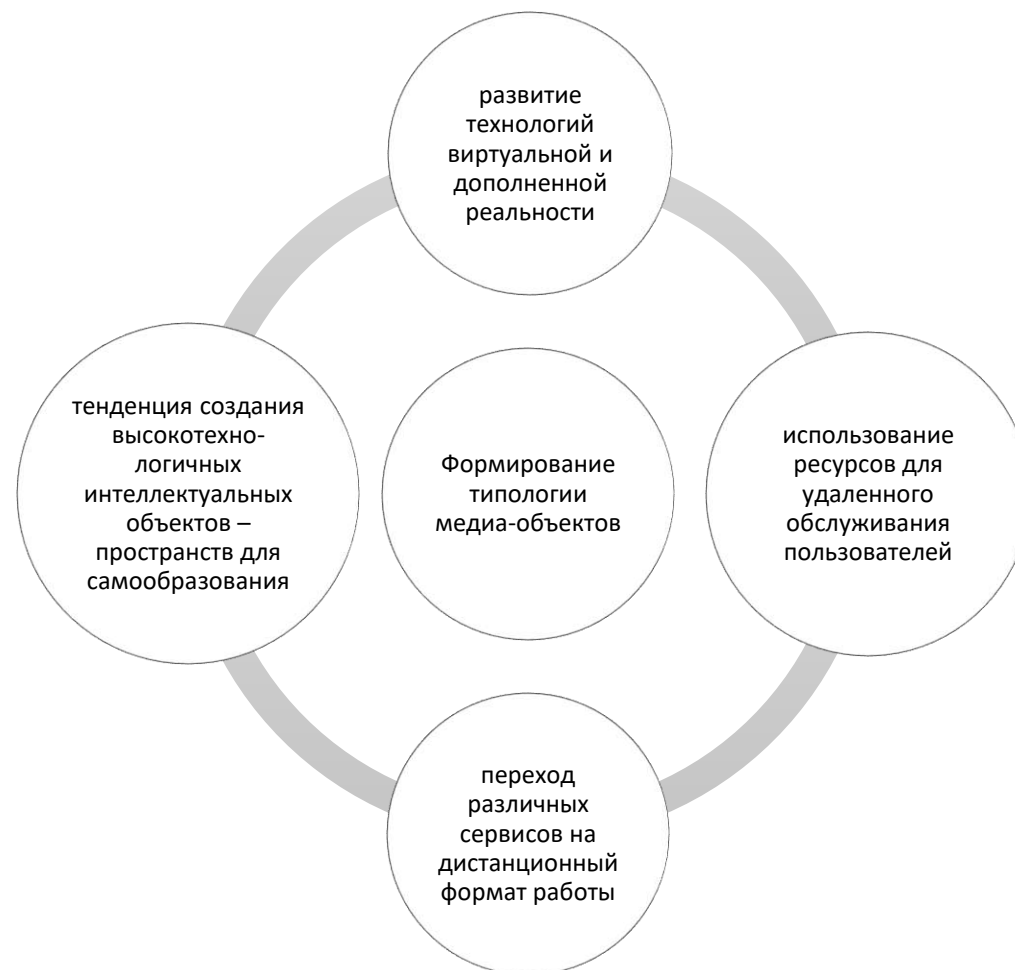 развитие
технологий
виртуальной и
дополненной
реальности
тенденция создания
высокотехно-
логичных
интеллектуальных
объектов –
пространств для
самообразования
Формирование
типологии
медиа-объектов
использование
ресурсов для
удаленного
обслуживания
пользователей
переход
различных
сервисов на
дистанционный
формат работы